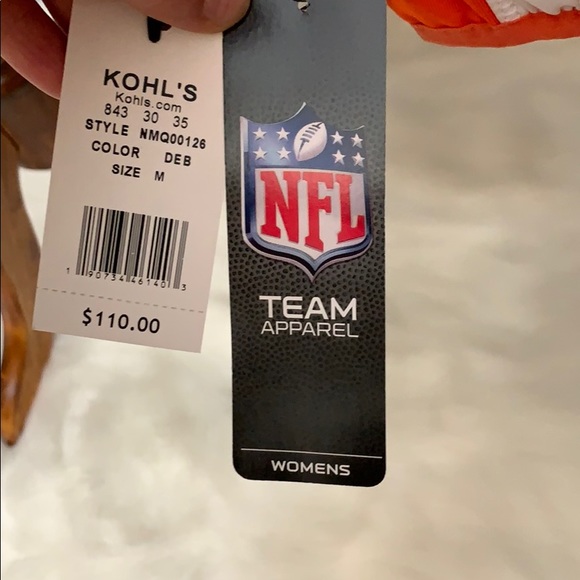 KOHL'S
Kohls.com
843 30 35
STYLE NMQ00126
COLOR DEB
SIZE M
1 90734 46140 3
$110.00
NFL
TEAM
APPAREL
WOMENS